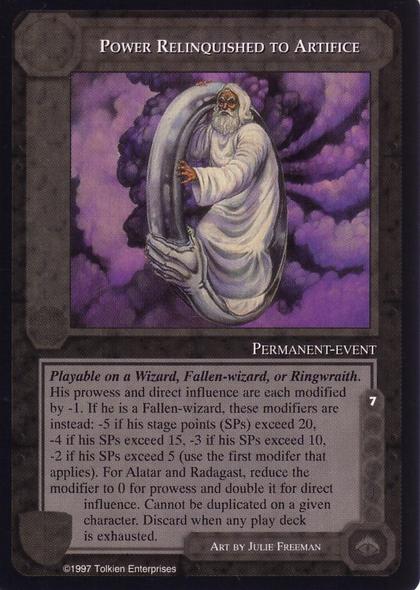 Power Relinquished to Artifice
Permanent-event
Playable on a Wizard, Fallen-wizard, or Ringwraith.
His prowess and direct influence are each modified
by -1. If he is a Fallen-wizard, these modifiers are
instead: -5 if his stage points (SPs) exceed 20,
-4 if his SPs exceed 15, -3 if his SPs exceed 10,
-2 if his SPs exceed 5 (use the first modifer that
applies). For Alatar and Radagast, reduce the
modifier to 0 for prowess and double it for direct
influence. Cannot be duplicated on a given
character. Discard when any play deck
is exhausted.
7
Art by Julie Freeman
©1997 Tolkien Enterprises